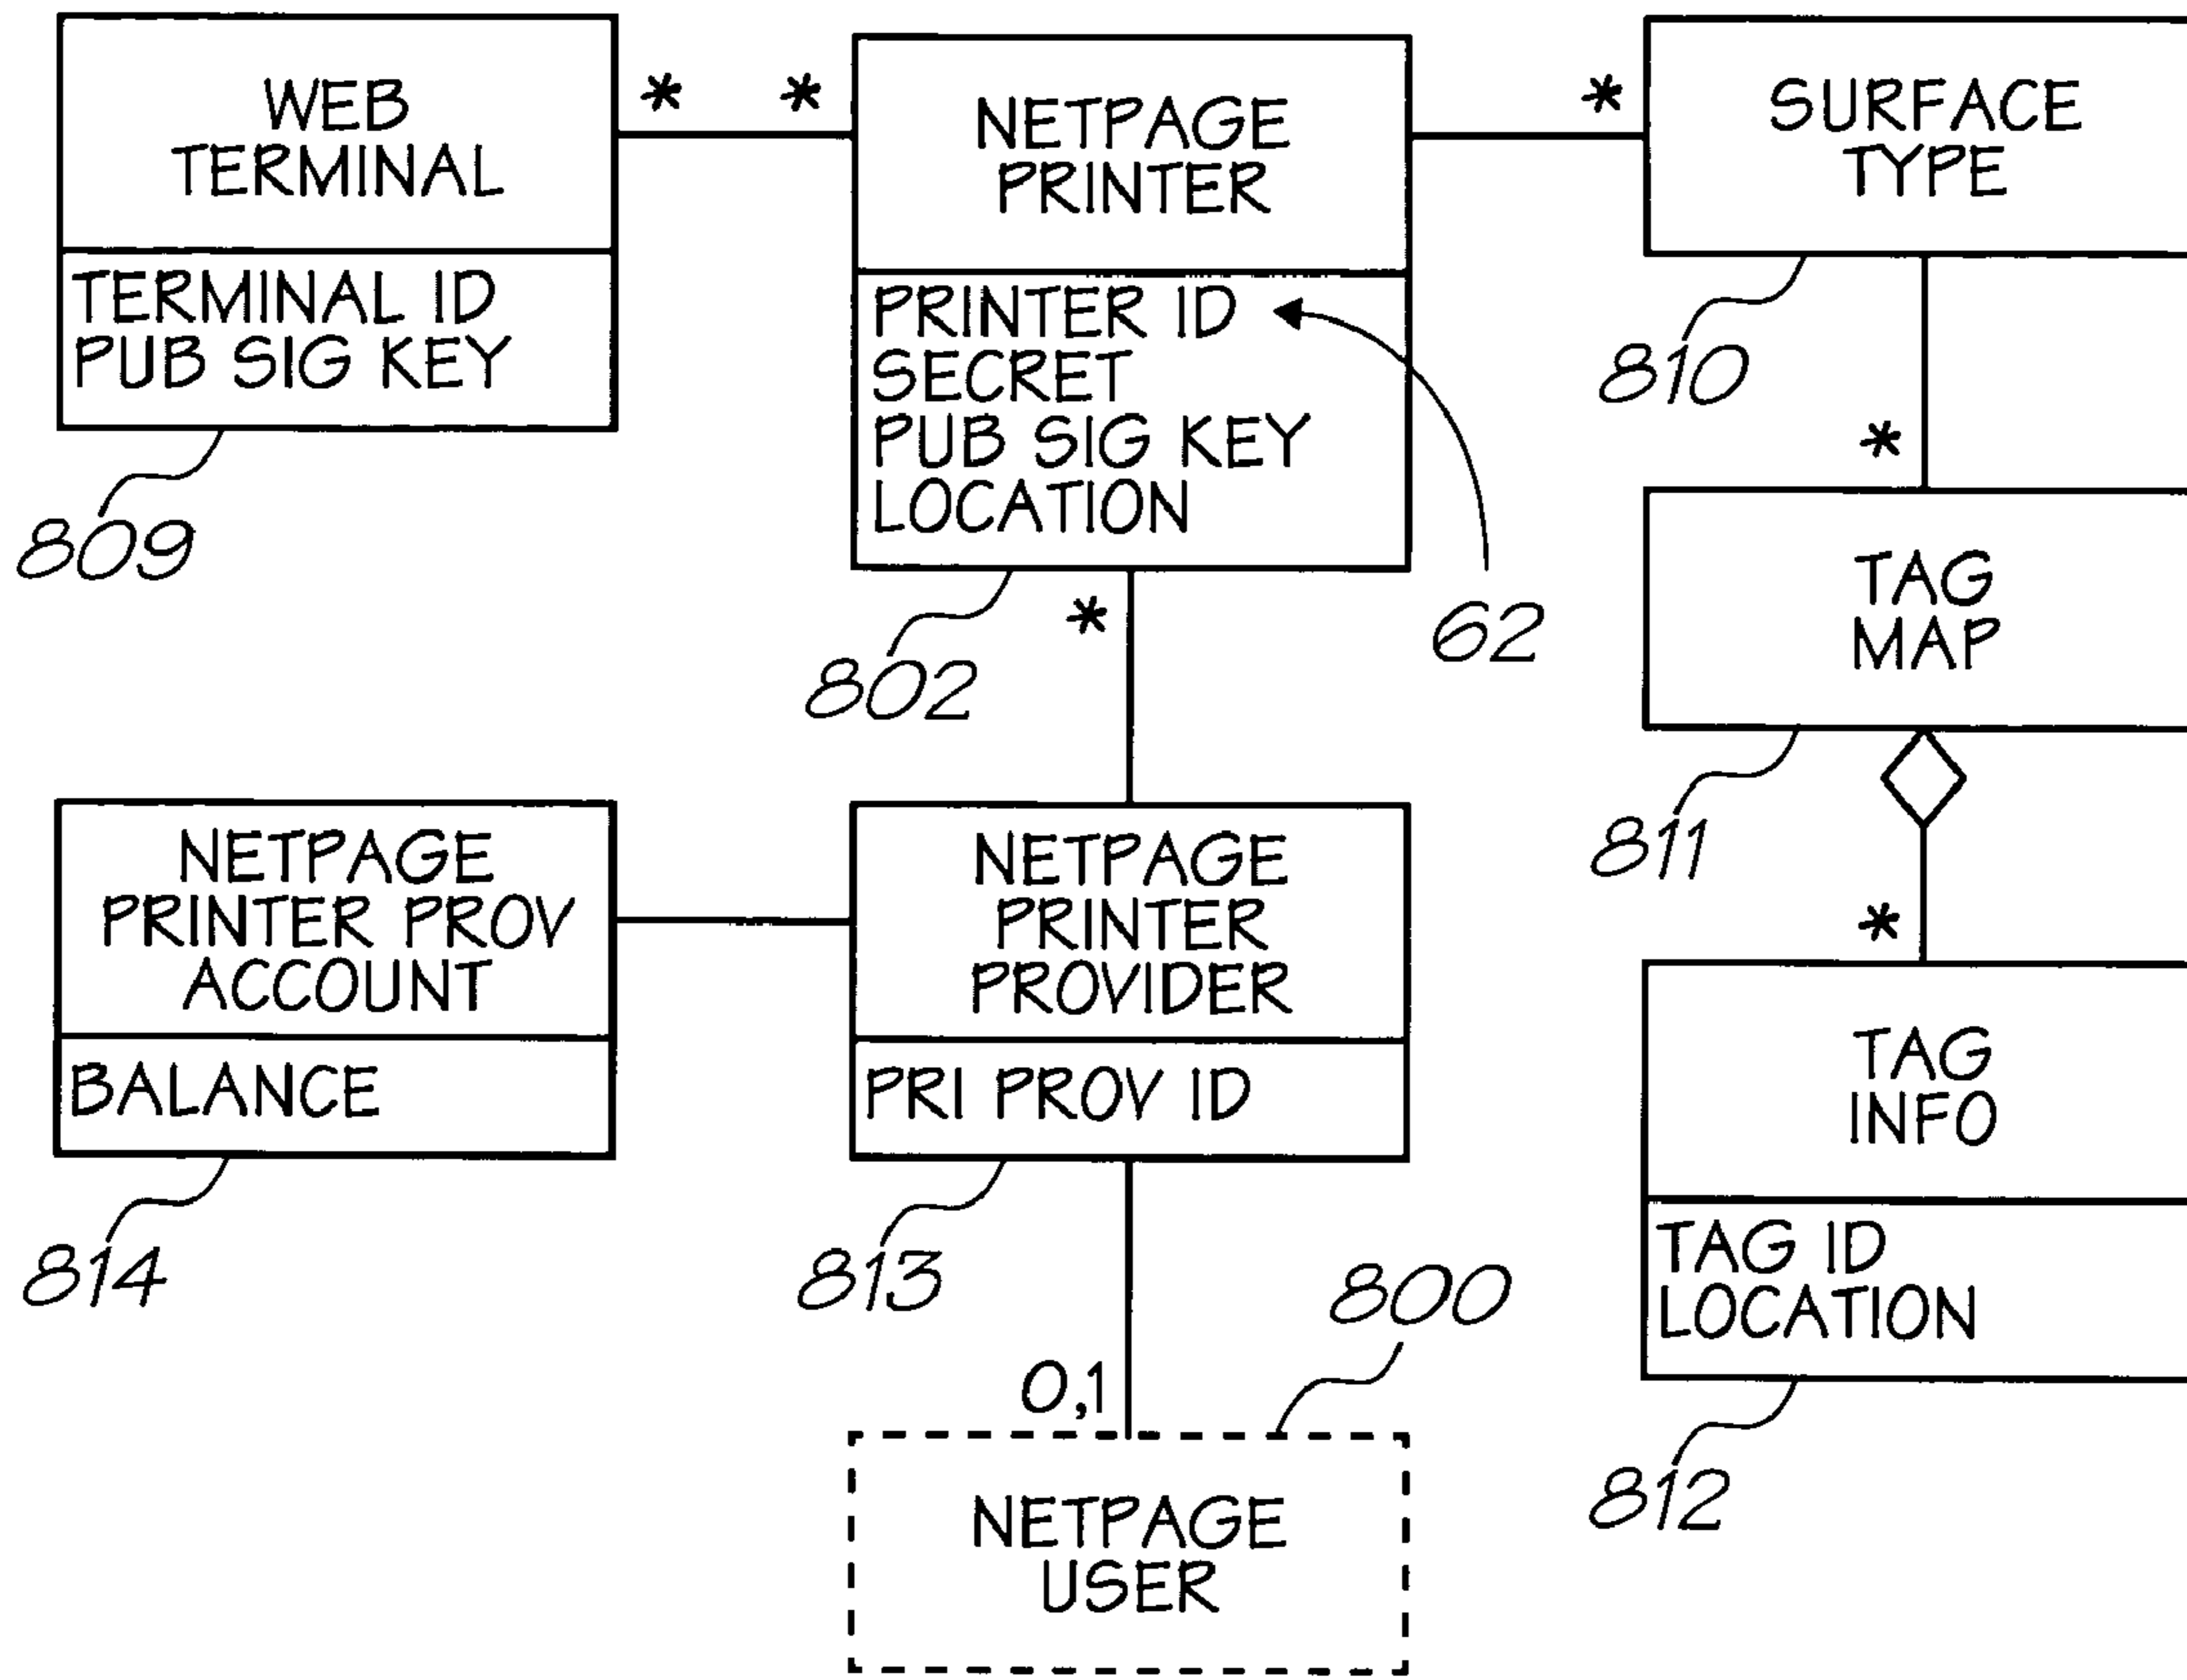 WEB
TERMINAL
TERMINAL ID
PUB SIG KEY
809
*
*
NETPAGE
PRINTER
PRINTER ID
SECRET
PUB SIG KEY
LOCATION
802
62
*
*
SURFACE
TYPE
810
*
TAG
MAP
811
*
TAG
INFO
TAG ID
LOCATION
812
NETPAGE
PRINTER PROV
ACCOUNT
BALANCE
814
NETPAGE
PRINTER
PROVIDER
PRI PROV ID
813
800
0,1
NETPAGE
USER